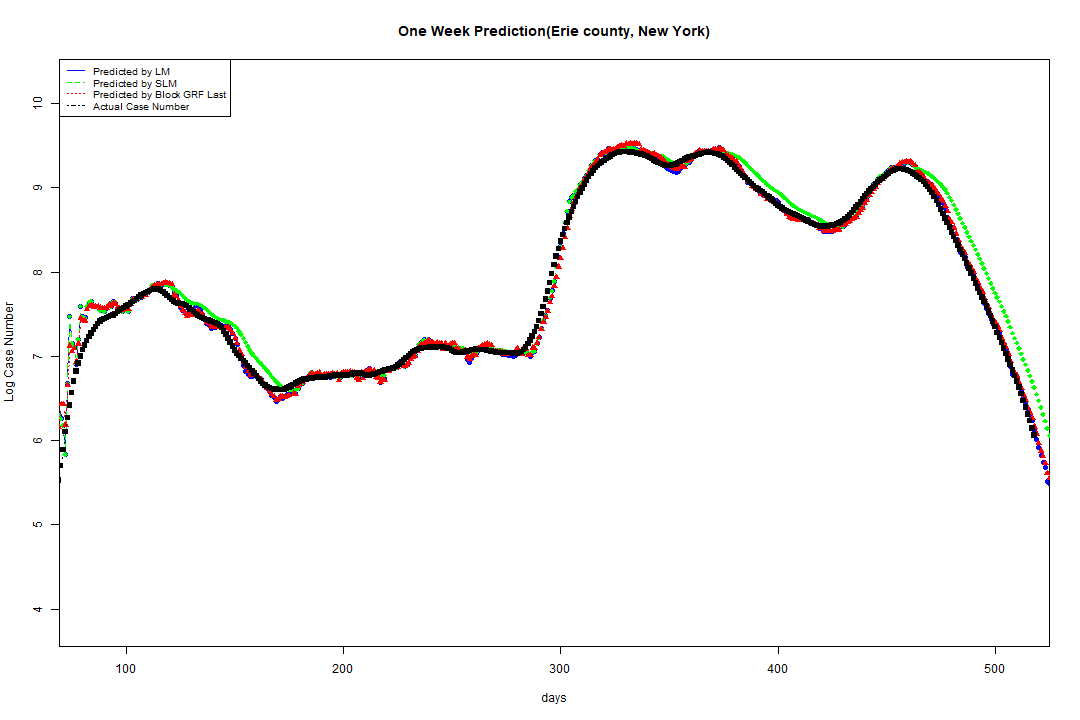 One Week Prediction(Erie county, New York)
Predicted by LM
Predicted by SLM
Predicted by Block GRF Last
Actual Case Number
10
9
8
7
6
5
4
Log Case Number
100 200 300 400 500
days